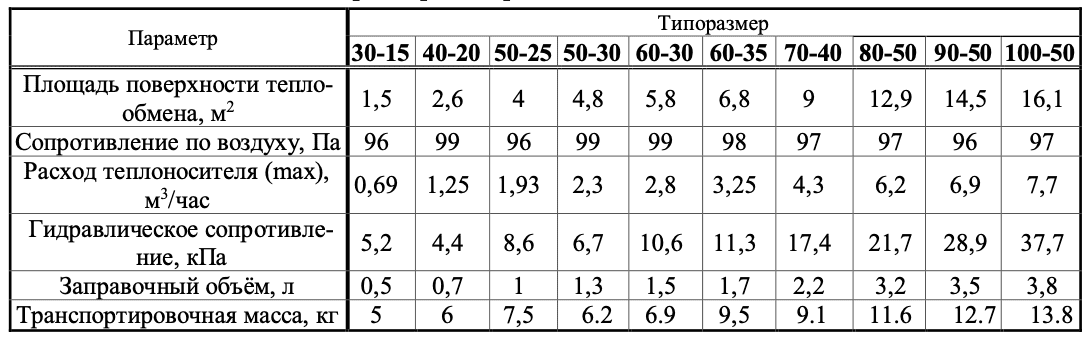 Параметр
Типоразмер
30-15 40-20 50-25 50-30 60-30 60-35 70-40 80-50 90-50 100-50
Площадь поверхности тепло-
обмена, м2 1,5 2,6 4 4,8 5,8 6,8 9 12,9 14,5 16,1
Сопротивление по воздуху, Па 96 99 96 99 99 98 97 97 96 97
Расход теплоносителя (max),
м3/час 0,69 1,25 1,93 2,3 2,8 3,25 4,3 6,2 6,9 7,7
Гидравлическое сопротивле-
ние, кПа 5,2 4,4 8,6 6,7 10,6 11,3 17,4 21,7 28,9 37,7
Заправочный объём, л 0,5 0,7 1 1,3 1,5 1,7 2,2 3,2 3,5 3,8
Транспортировочная масса, кг 5 6 7,5 6.2 6.9 9,5 9.1 11.6 12.7 13.8